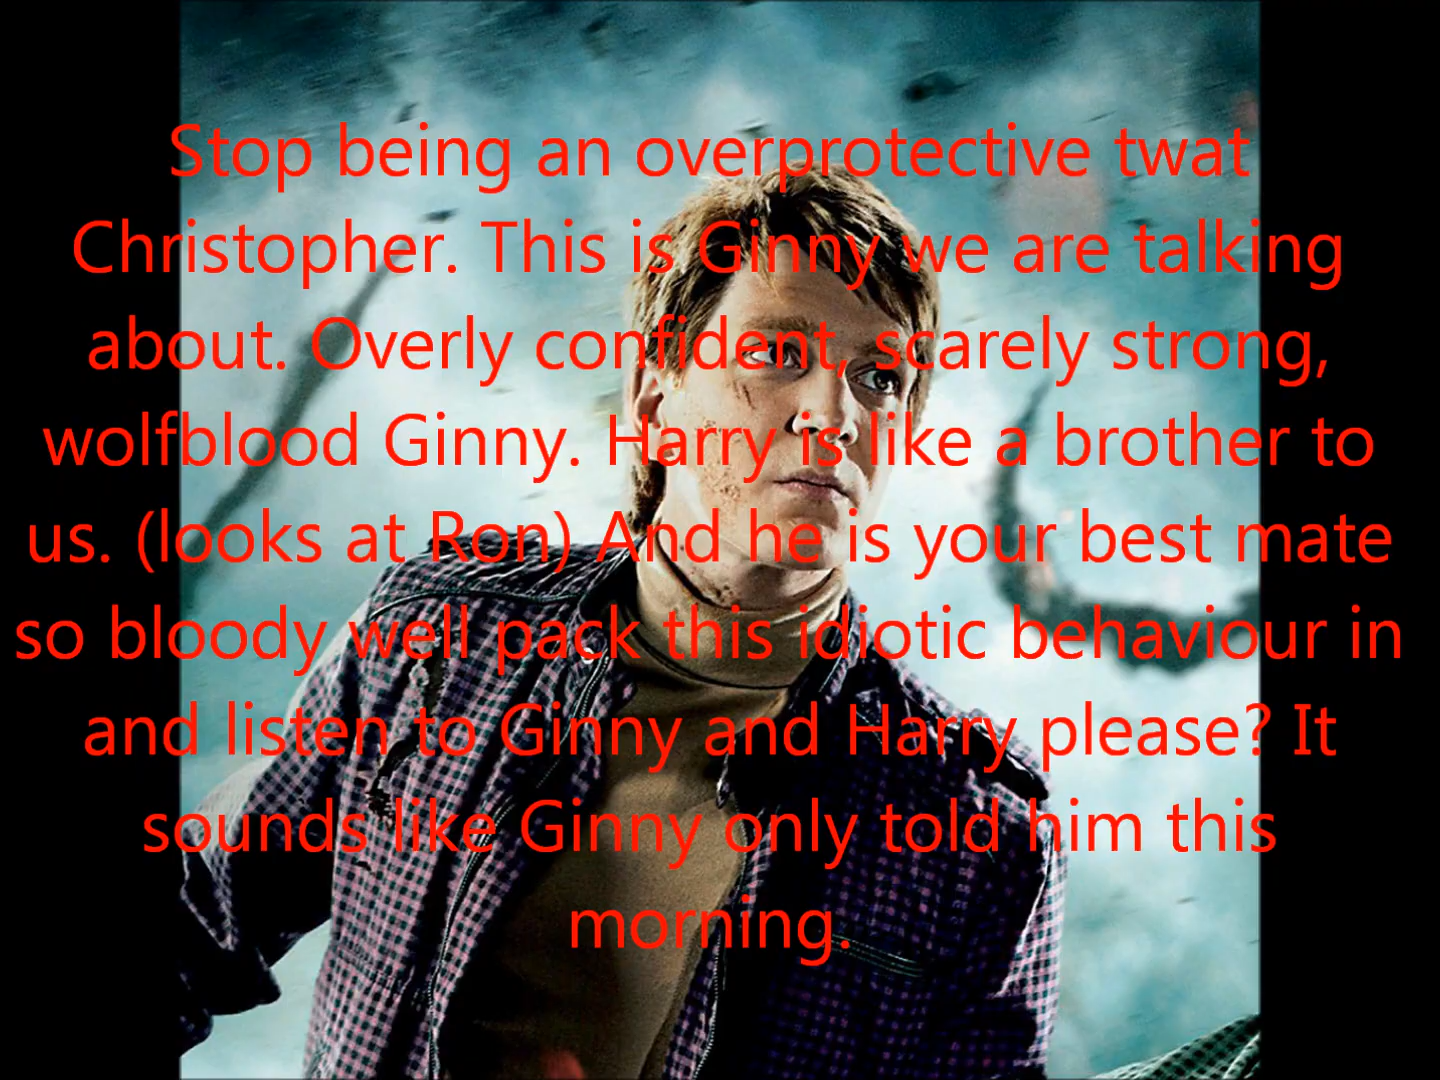 Stop being an overprotective twat
Christopher. This is Ginny we are talking
about. Overly confident, scarely strong,
wolfblood Ginny. Harry is like a brother to
us. (looks at Ron) And he is your best mate
so bloody well pack this idiotic behaviour in
and listen to Ginny and Harry please? It
sounds like Ginny only told him this
morning.